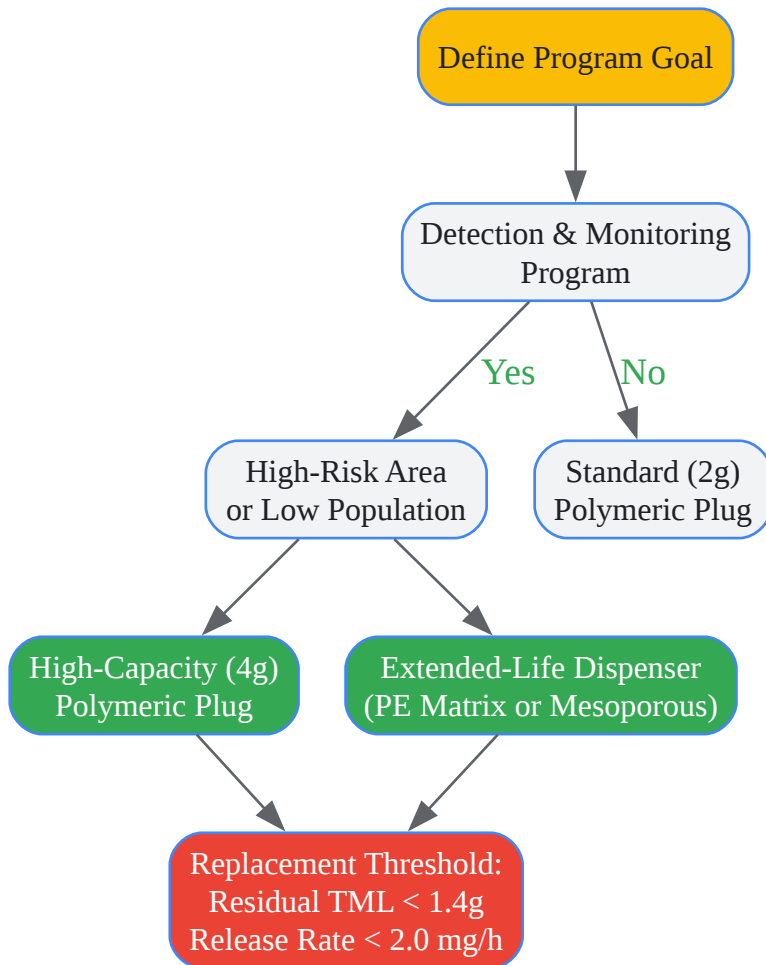 Define Program Goal
Detection & Monitoring
Program
Yes
No
High-Risk Area
or Low Population
Standard (2g)
Polymeric Plug
High-Capacity (4g)
Polymeric Plug
Extended-Life Dispenser
(PE Matrix or Mesoporous)
Replacement Threshold:
Residual TML < 1.4g
Release Rate < 2.0 mg/h